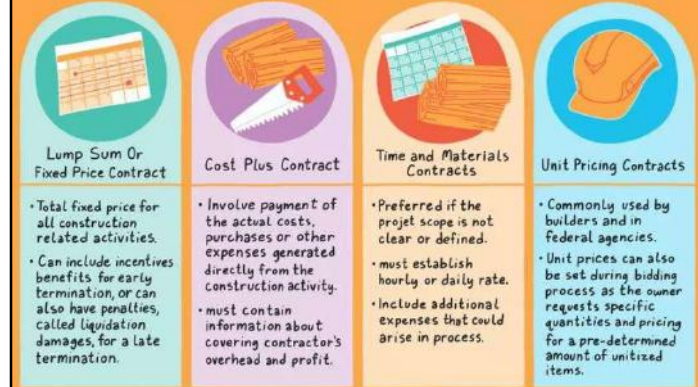 Lump Sum Or
Fixed Price Contract
• Total fixed price for
all construction
related activities.
• Can include incentives
benefits for early
termination, or can
also have penalties,
called liquidation
damages, for a late
termination.
Cost Plus Contract
• Involve payment of
the actual costs,
purchases or other
expenses generated
directly from the
construction activity.
• must contain
information about
covering contractor's
overhead and profit.
Time and Materials
Contracts
• Preferred if the
projet scope is not
clear or defined.
• must establish
hourly or daily rate.
• Include additional
expenses that could
arise in process.
Unit Pricing Contracts
• Commonly used by
builders and in
federal agencies.
• Unit prices can also
be set during bidding
process as the owner
requests specific
quantities and pricing
for a pre-determined
amount of unitized
items.